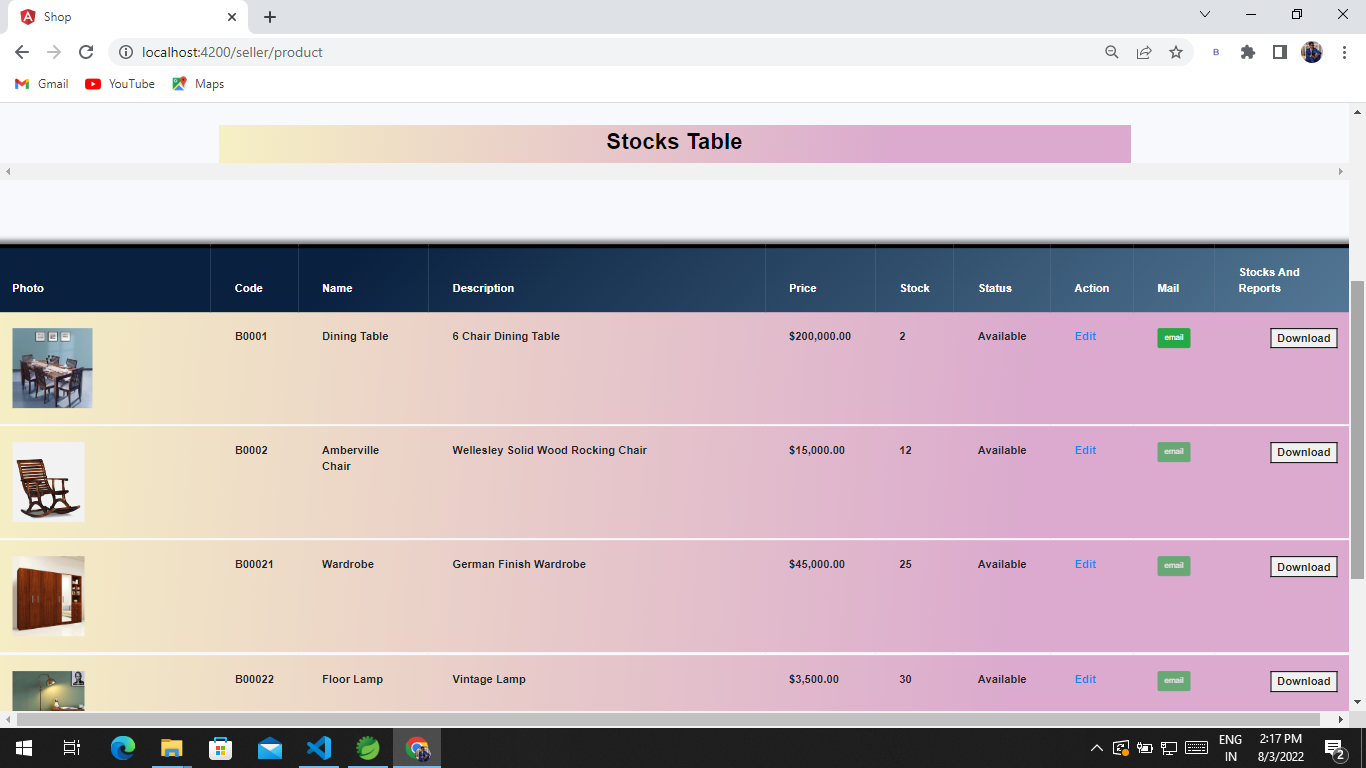 Shop
localhost:4200/seller/product
B
Gmail
YouTube
Maps
Stocks Table
Photo Code Name Description Price Stock Status Action Mail Stocks And
Reports
B0001 Dining Table 6 Chair Dining Table $200,000.00 2 Available Edit email Download
B0002 Amberville Wellesley Solid Wood Rocking Chair $15,000.00 12 Available Edit email Download
Chair
B00021 Wardrobe German Finish Wardrobe $45,000.00 25 Available Edit email Download
B00022 Floor Lamp Vintage Lamp $3,500.00 30 Available Edit email Download
ENG 2:17 PM
IN 8/3/2022
2